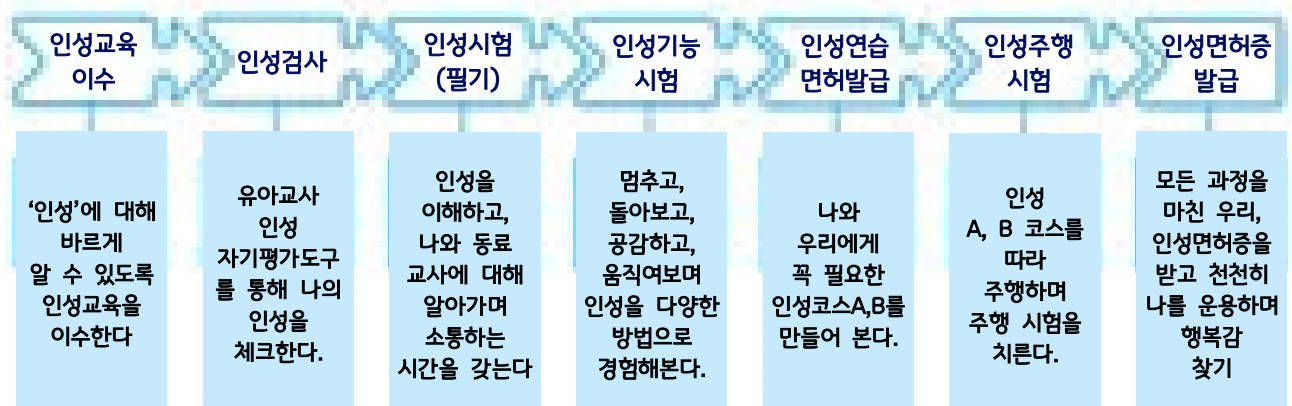 인성교육
이수
인성검사
인성시험
(필기)
인성기능
시험
인성연습
면허발급
인성주행
시험
인성면허증
발급
‘인성’에 대해
바르게
알 수 있도록
인성교육을
이수한다
유아교사
인성
자기평가도구
를 통해 나의
인성을
체크한다.
인성을
이해하고,
나와 동료
교사에 대해
알아가며
소통하는
시간을 갖는다
멈추고,
돌아보고,
공감하고,
움직여보며
인성을 다양한
방법으로
경험해본다.
나와
우리에게
꼭 필요한
인성코스A,B를
만들어 본다.
인성
A, B 코스를
따라
주행하며
주행 시험을
치른다.
모든 과정을
마친 우리,
인성면허증을
받고 천천히
나를 운용하며
행복감
찾기